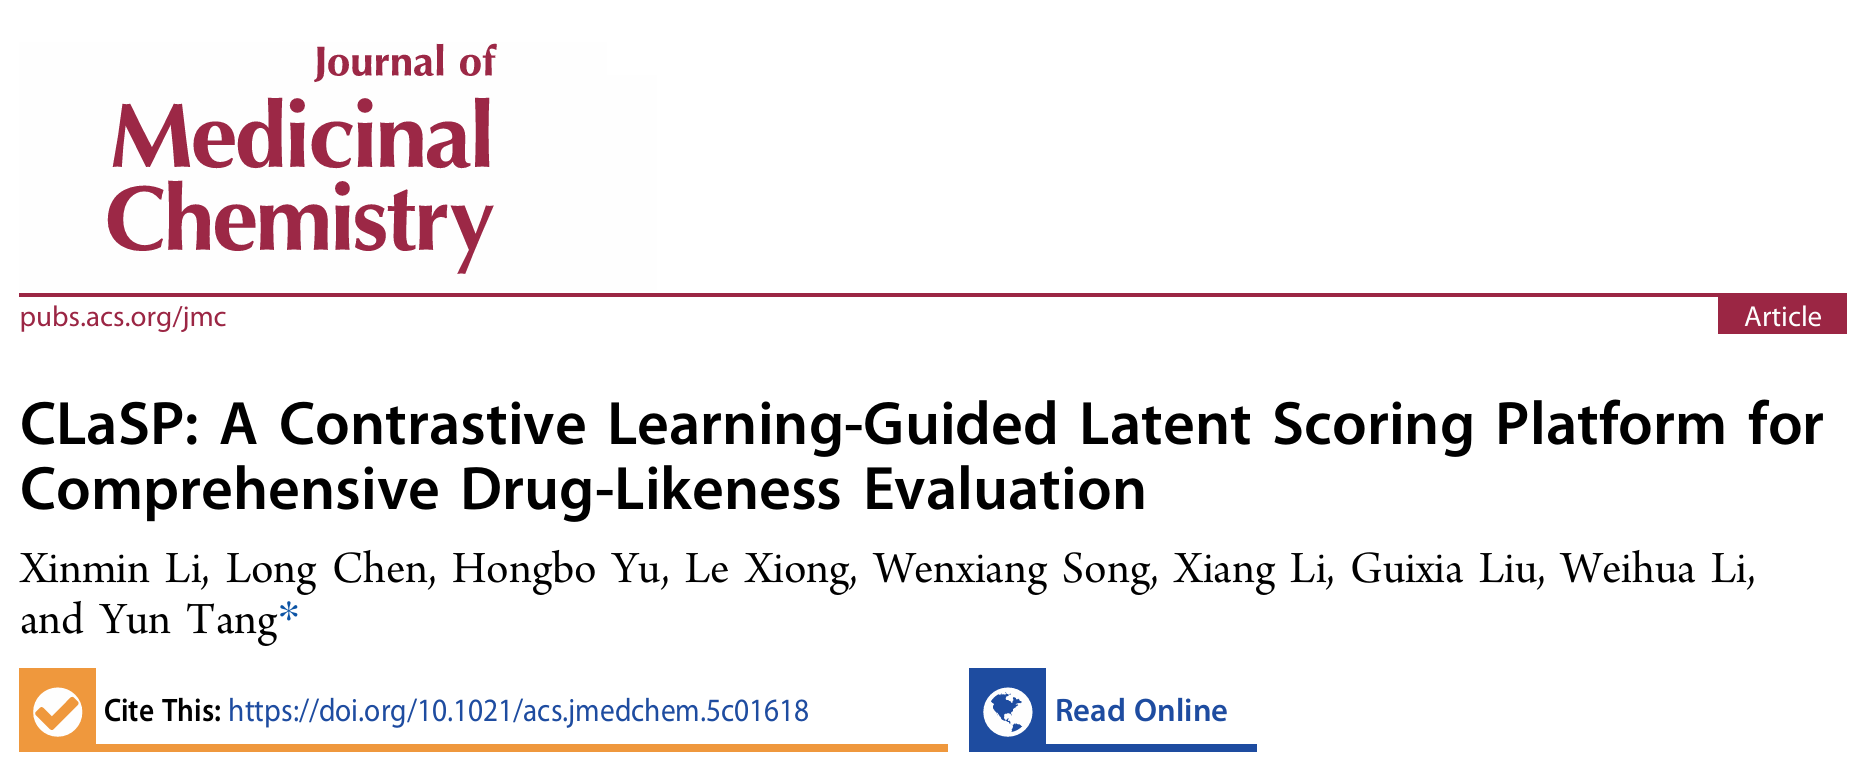 Journal of
Medicinal
Chemistry
pubs.acs.org/jmc
Article
CLaSP: A Contrastive Learning-Guided Latent Scoring Platform for
Comprehensive Drug-Likeness Evaluation
Xinmin Li, Long Chen, Hongbo Yu, Le Xiong, Wenxiang Song, Xiang Li, Guixia Liu, Weihua Li,
and Yun Tang*
Cite This: https://doi.org/10.1021/acs.jmedchem.5c01618
Read Online